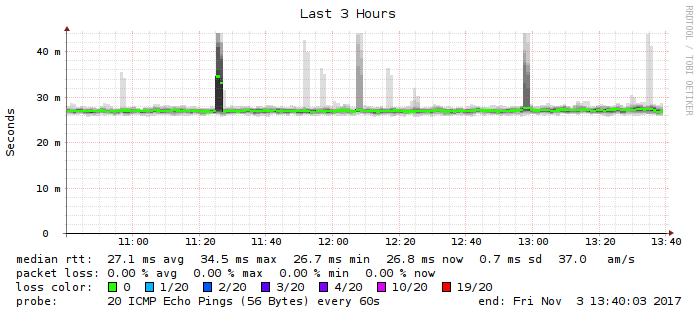 Last 3 Hours
RRDTOOL / TOBI OETIKER
Seconds
40 m
30 m
20 m
10 m
0
11:00 11:20 11:40 12:00 12:20 12:40 13:00 13:20 13:40
median rtt: 27.1 ms avg 34.5 ms max 26.7 ms min 26.8 ms now 0.7 ms sd 37.0 am/s
packet loss: 0.00 % avg 0.00 % max 0.00 % min 0.00 % now
loss color: 0 1/20 2/20 3/20 4/20 10/20 19/20
probe: 20 ICMP Echo Pings (56 Bytes) every 60s end: Fri Nov 3 13:40:03 2017